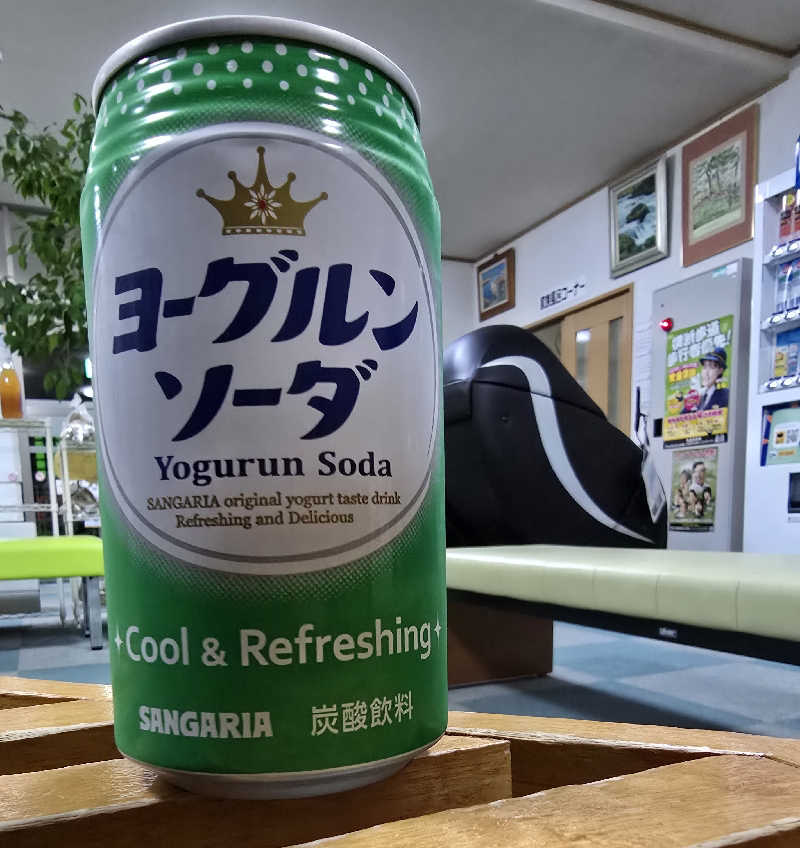 ヨーグルン
ソーダ
Yogurun Soda
SANGARIA original yogurt taste drink
Refreshing and Delicious
Cool & Refreshing
SANGARIA 炭酸飲料